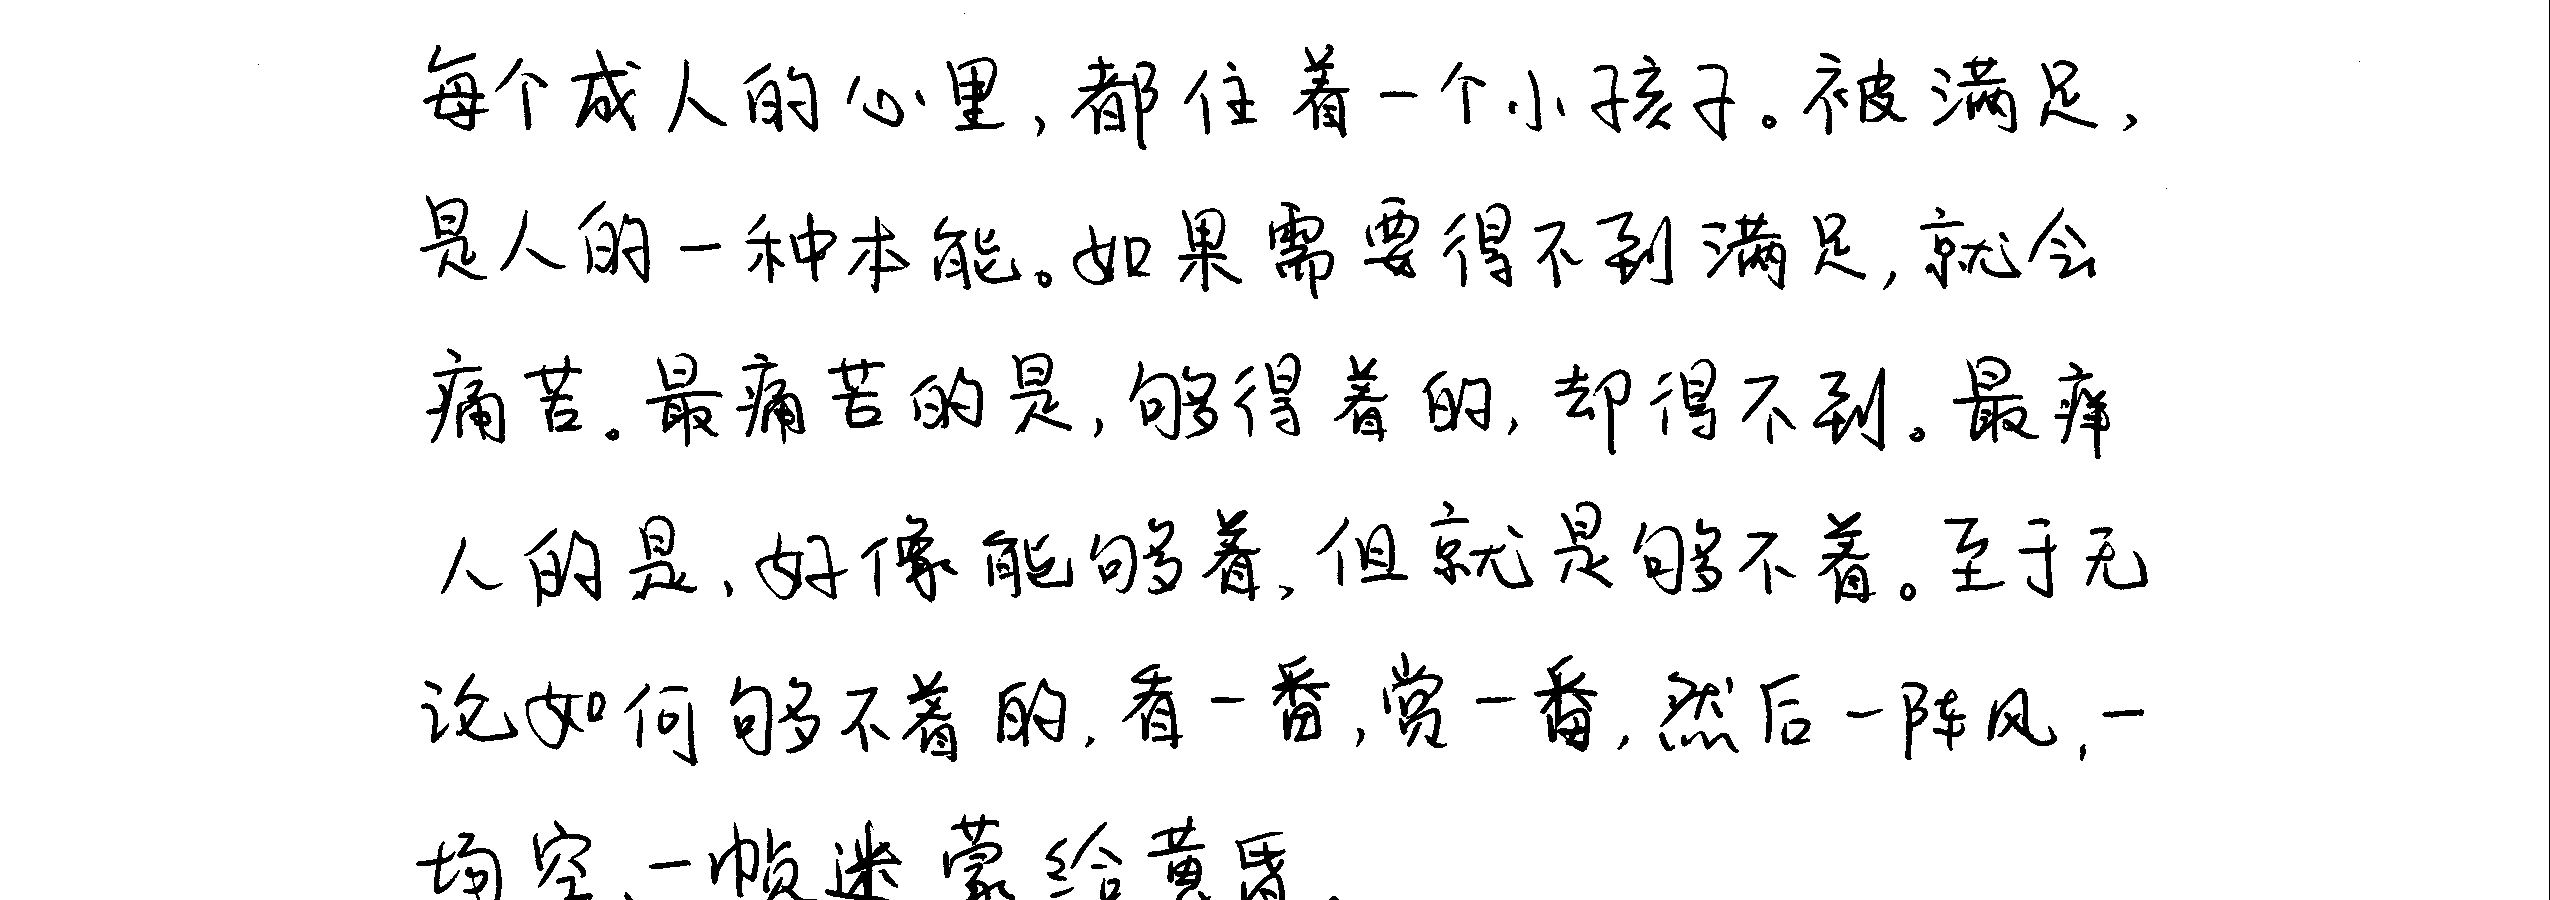 每个成人的心里,都住着一个小孩子。被满足,
是人的一种本能。如果需要得不到满足,就会
痛苦。最痛苦的是,够得着的,却得不到。最痒
人的是,好像能够着,但就是够不着。至于无
论如何够不着的,看一番,赏一番,然后一阵风,一
场空、一帧迷蒙给黄昏。